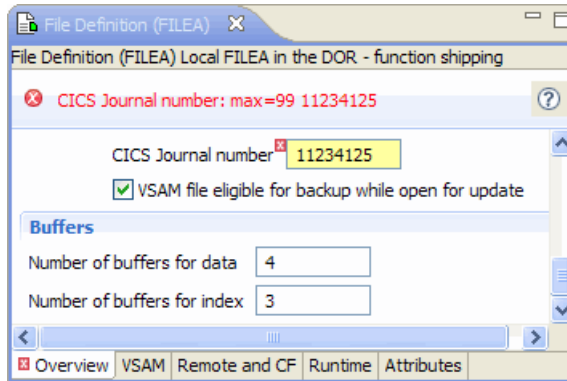 File Definition (FILEA)
File Definition (FILEA) Local FILEA in the DOR - function shipping
CICS Journal number: max=99 11234125
?
CICS Journal number 11234125
VSAM file eligible for backup while open for update
Buffers
Number of buffers for data 4
Number of buffers for index 3
Overview VSAM Remote and CF Runtime Attributes